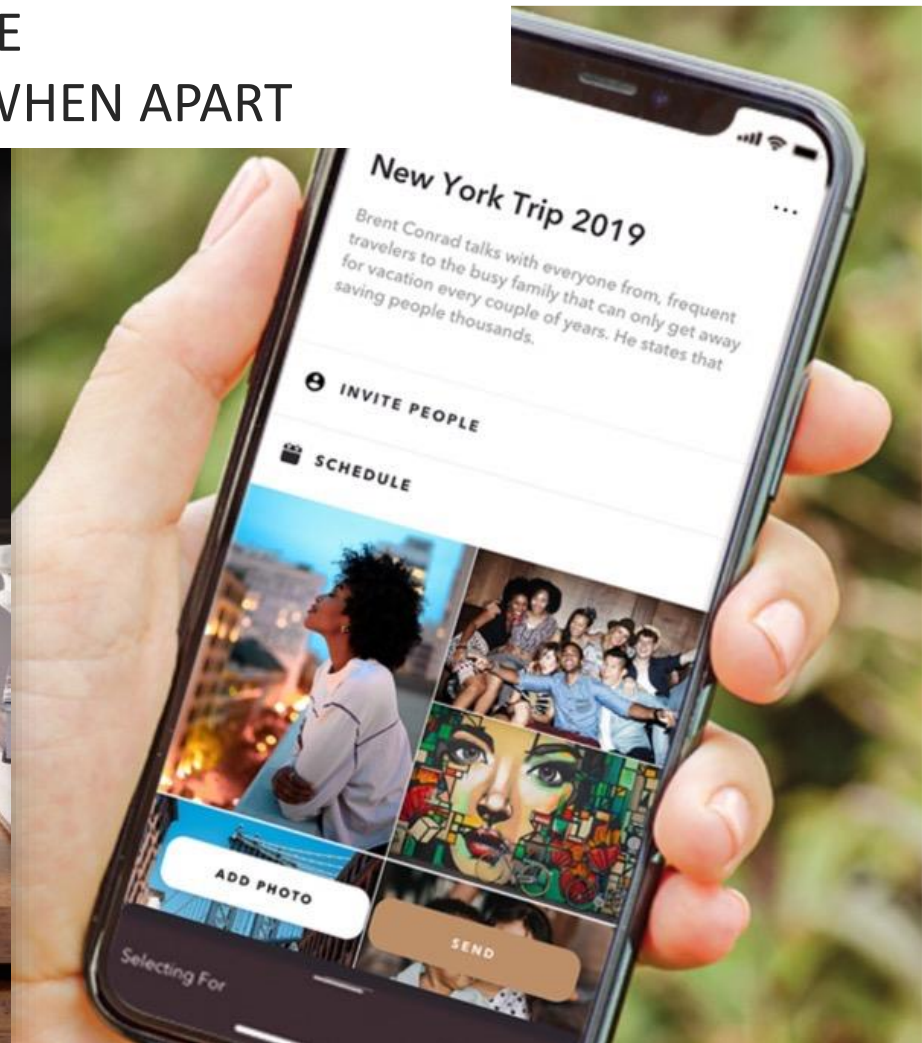 E
WHEN APART
New York Trip 2019
Brent Conrad talks with everyone from, frequent
travelers to the busy family that can only get away
for vacation every couple of years. He states that
saving people thousands.
INVITE PEOPLE
SCHEDULE
ADD PHOTO
SEND
Selecting For